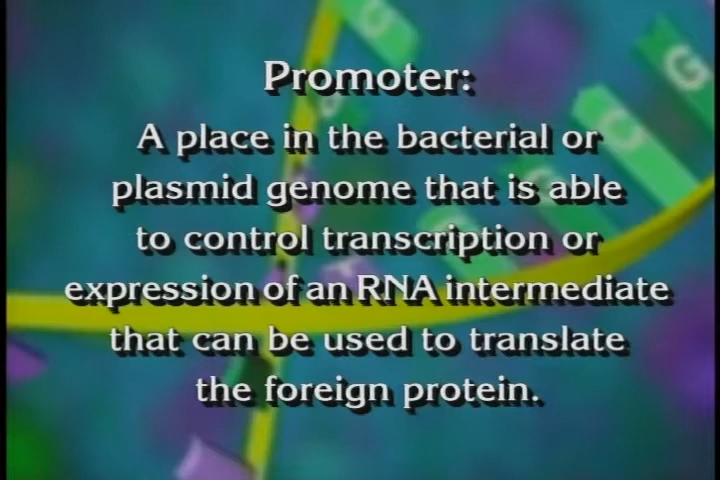 Promoter:
A place in the bacterial or
plasmid genome that is able
to control transcription or
expression of an RNA intermediate
that can be used to translate
the foreign protein.
G
C